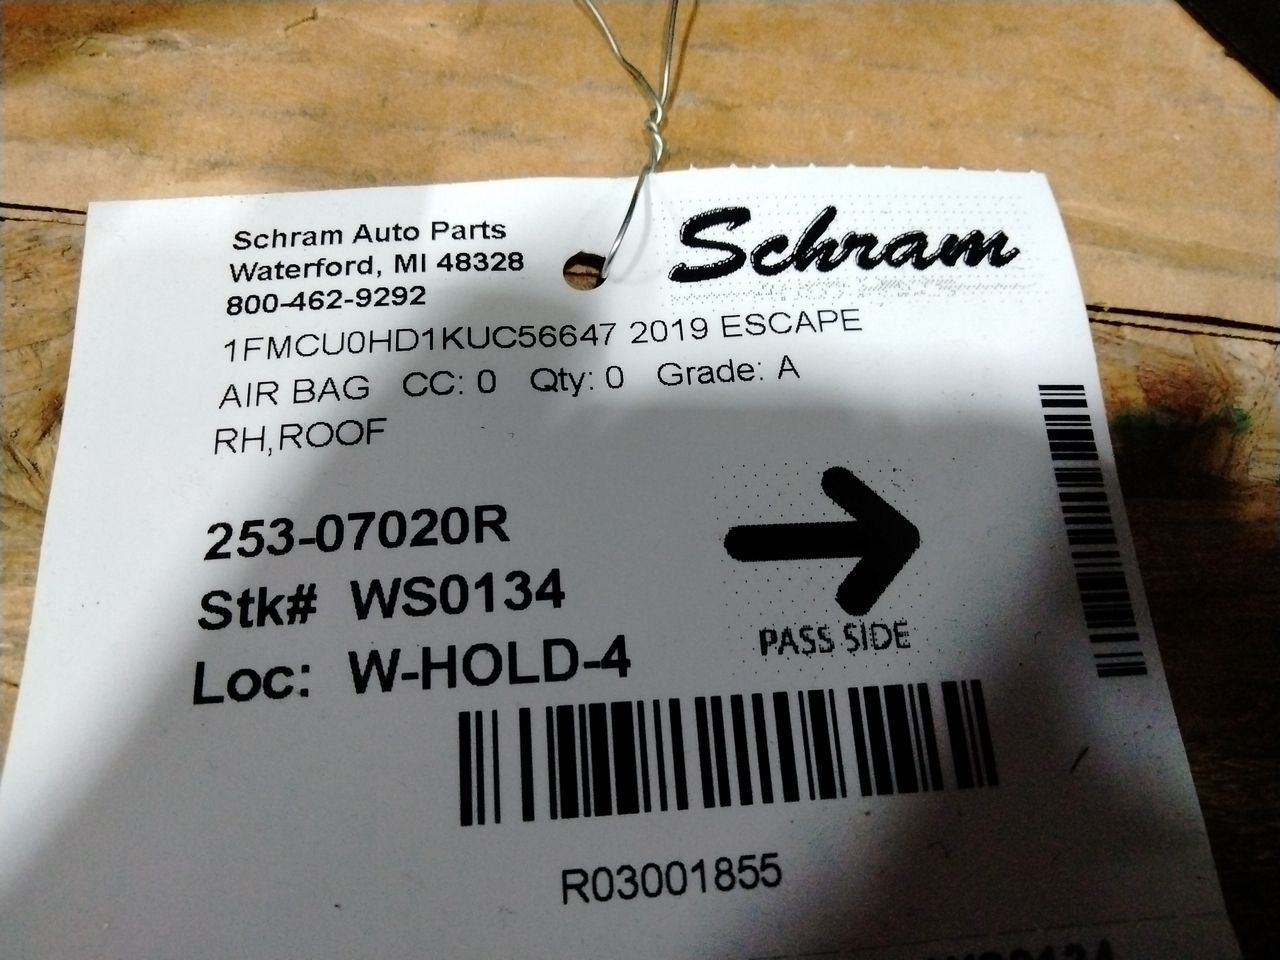 Schram Auto Parts
Waterford, MI 48328
800-462-9292
Schram
1FMCU0HD1KUC56647 2019 ESCAPE
AIR BAG CC: 0 Qty: 0 Grade: A
RH,ROOF
253-07020R
Stk# WS0134
Loc: W-HOLD-4
PASS SIDE
R03001855